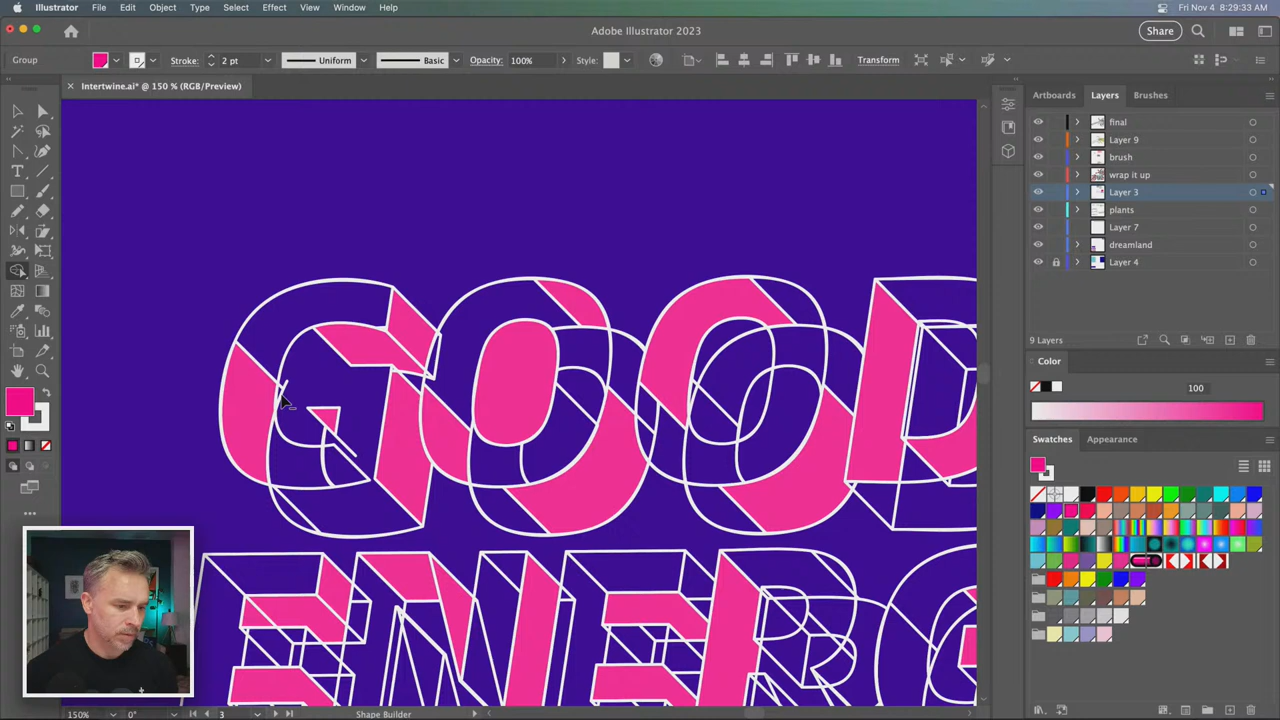 Illustrator File Edit Object Type Select Effect View Window Help Fri Nov 4 8:29:33 AM
Adobe Illustrator 2023 Share
Group Stroke: 2 pt Uniform Basic Opacity: 100% Style: Transform
Intertwine.ai* @ 150 % (RGB/Preview)
Artboards Layers Brushes
final
Layer 9
brush
wrap it up
Layer 3
plants
Layer 7
dreamland
Layer 4
9 Layers
Color
100
Swatches Appearance
GOOD
ENERG
150% 0° 3 Shape Builder